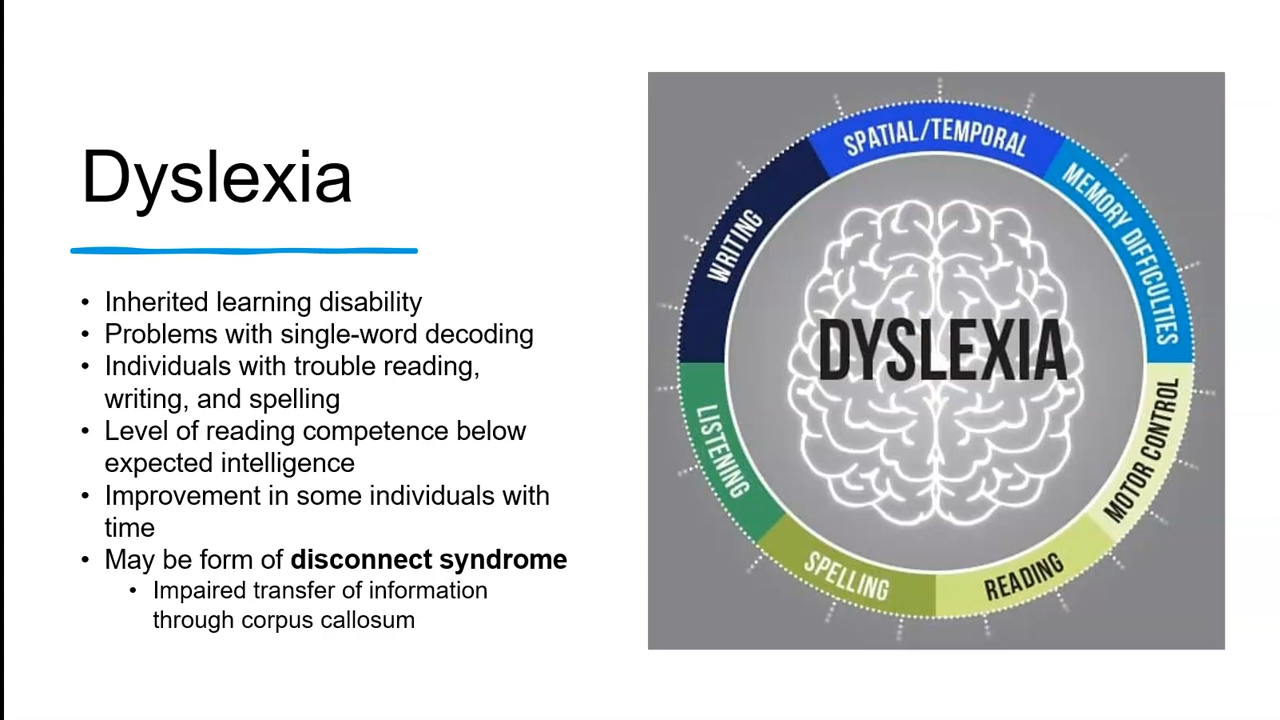 Dyslexia
• Inherited learning disability
• Problems with single-word decoding
• Individuals with trouble reading,
writing, and spelling
• Level of reading competence below
expected intelligence
• Improvement in some individuals with
time
• May be form of disconnect syndrome
• Impaired transfer of information
through corpus callosum
SPATIAL/TEMPORAL
MEMORY DIFFICULTIES
MOTOR CONTROL
READING
SPELLING
LISTENING
WRITING
DYSLEXIA